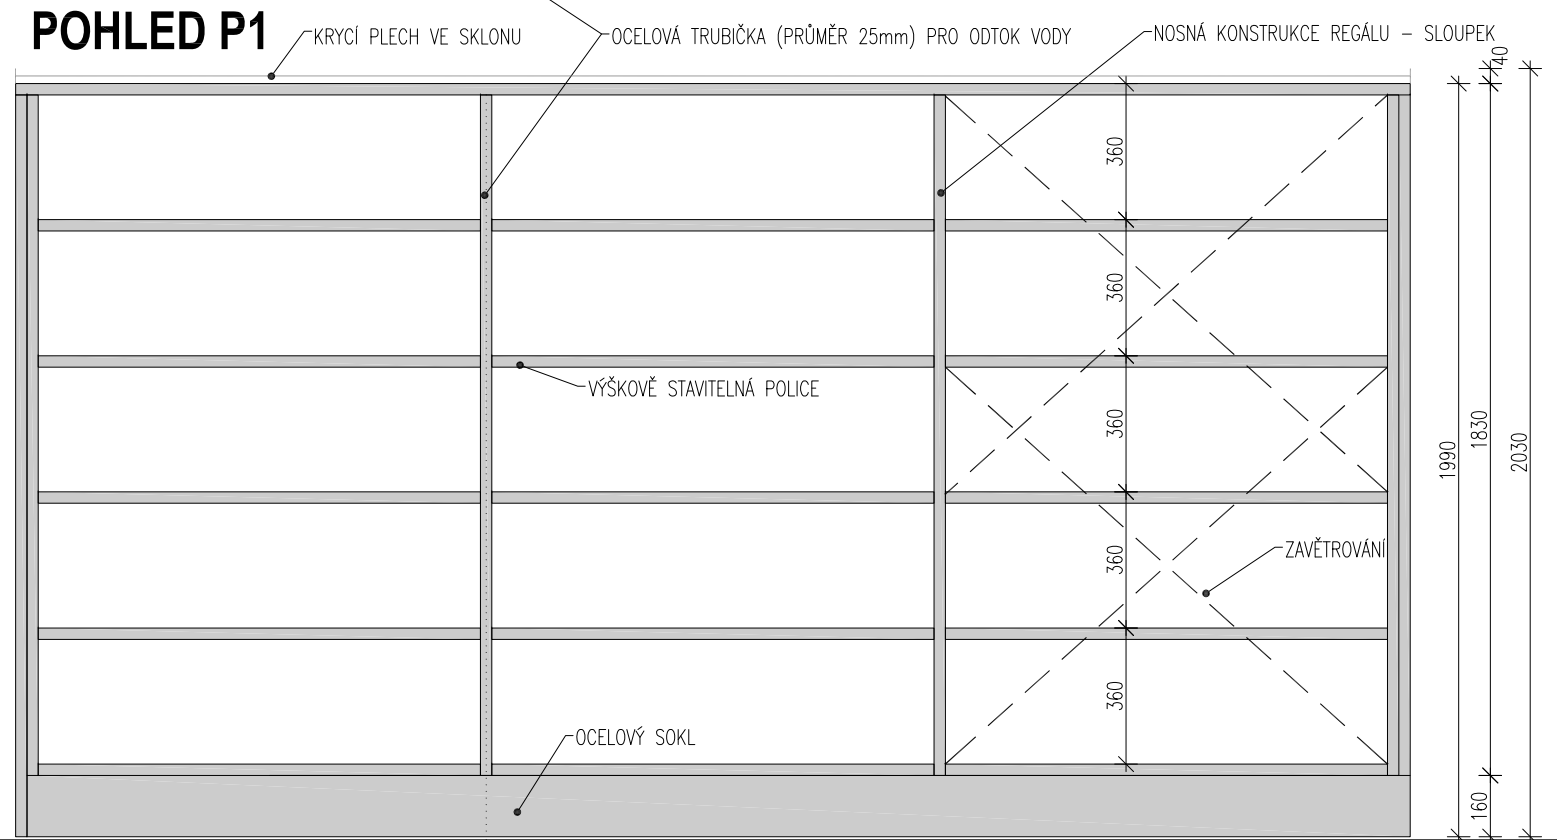 POHLED P1
KRYCÍ PLECH VE SKLONU
OCELOVÁ TRUBIČKA (PRŮMĚR 25mm) PRO ODTOK VODY
NOSNÁ KONSTRUKCE REGÁLU – SLOUPEK
40
360
360
VÝŠKOVĚ STAVITELNÁ POLICE
360
1990
1830
2030
360
ZAVĚTROVÁNÍ
360
OCELOVÝ SOKL
160